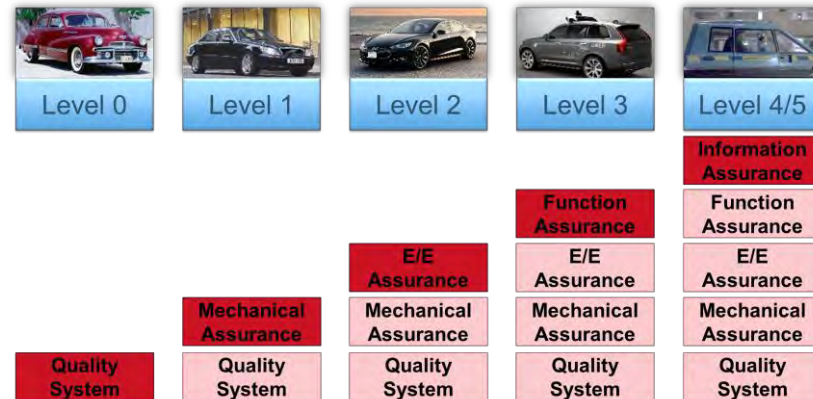 Level 0
Level 1
Level 2
Level 3
Level 4/5
Information
Assurance
Function
Assurance
Function
Assurance
E/E
Assurance
E/E
Assurance
E/E
Assurance
Mechanical
Assurance
Mechanical
Assurance
Mechanical
Assurance
Mechanical
Assurance
Quality
System
Quality
System
Quality
System
Quality
System
Quality
System